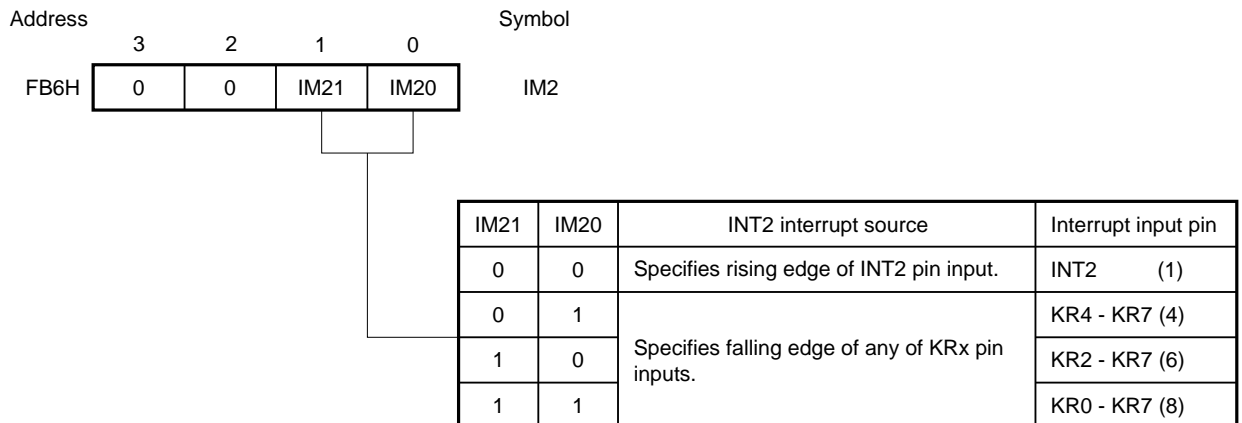 Address Symbol
3 2 1 0
FB6H 0 0 IM21 IM20 IM2
IM21 IM20 INT2 interrupt source Interrupt input pin
0 0 Specifies rising edge of INT2 pin input. INT2 (1)
0 1 Specifies falling edge of any of KRx pin inputs. KR4 - KR7 (4)
1 0 KR2 - KR7 (6)
1 1 KR0 - KR7 (8)